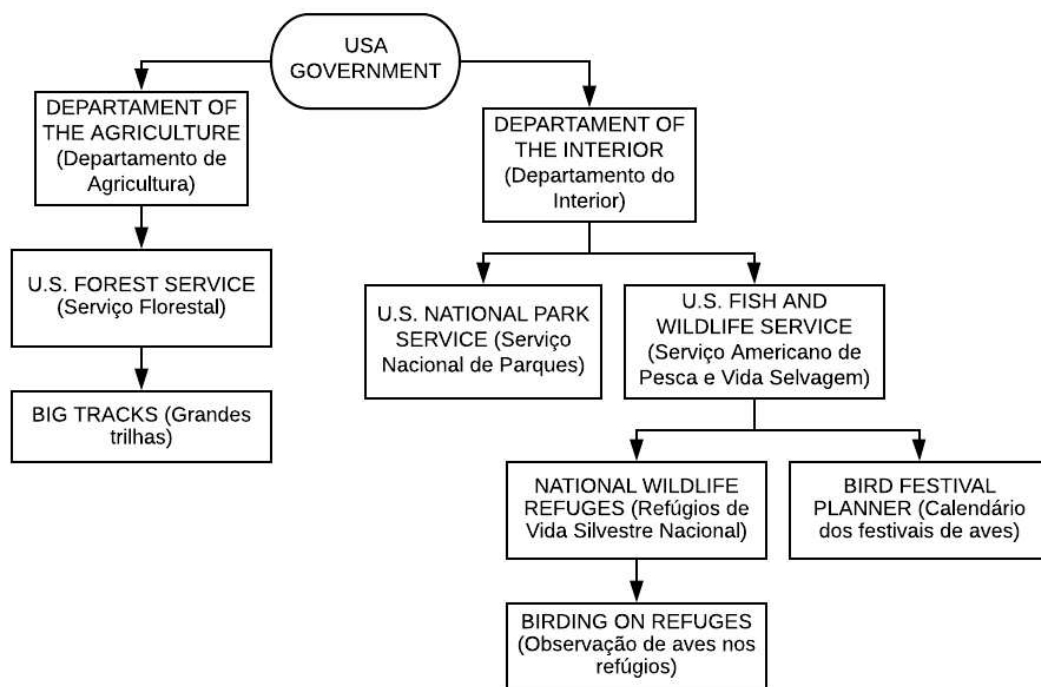 USA
GOVERNMENT
DEPARTAMENT OF
THE AGRICULTURE
(Departamento de
Agricultura)
DEPARTAMENT OF
THE INTERIOR
(Departamento do
Interior)
U.S. FOREST SERVICE
(Serviço Florestal)
U.S. NATIONAL PARK
SERVICE (Serviço
Nacional de Parques)
U.S. FISH AND
WILDLIFE SERVICE
(Serviço Americano de
Pesca e Vida Selvagem)
BIG TRACKS (Grandes
trilhas)
NATIONAL WILDLIFE
REFUGES (Refúgios de
Vida Silvestre Nacional)
BIRD FESTIVAL
PLANNER (Calendário
dos festivais de aves)
BIRDING ON REFUGES
(Observação de aves nos
refúgios)